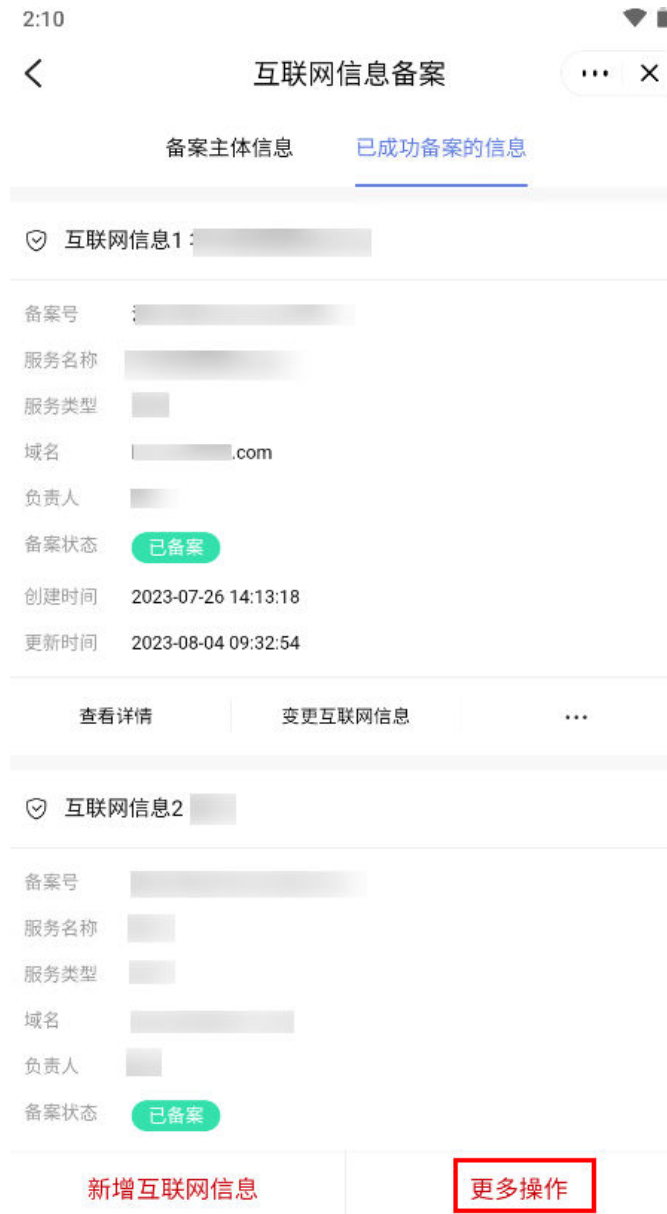 2:10
互联网信息备案
备案主体信息 已成功备案的信息
互联网信息1
备案号
服务名称
服务类型
域名 .com
负责人
备案状态 已备案
创建时间 2023-07-26 14:13:18
更新时间 2023-08-04 09:32:54
查看详情 变更互联网信息 ...
互联网信息2
备案号
服务名称
服务类型
域名
负责人
备案状态 已备案
新增互联网信息 更多操作